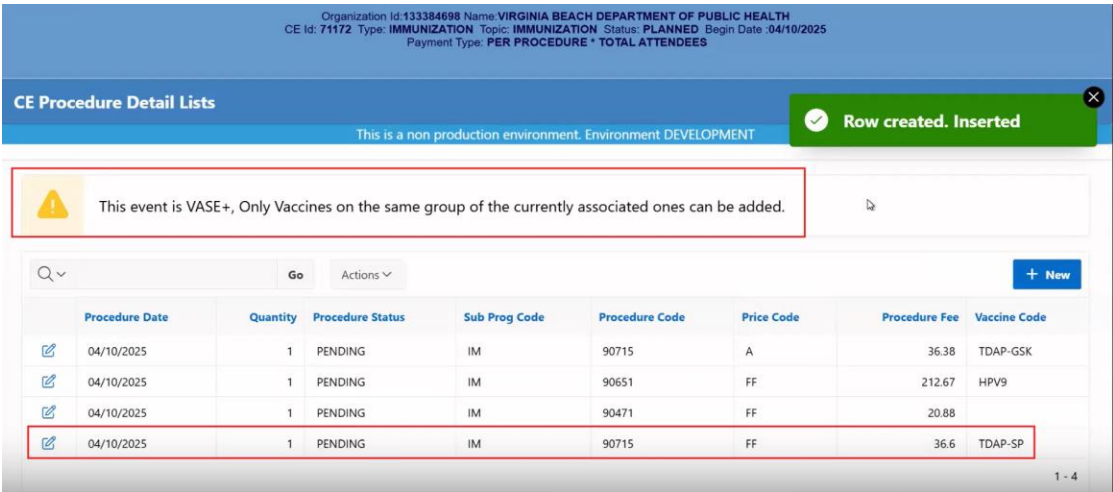 Organization Id:133384698 Name:VIRGINIA BEACH DEPARTMENT OF PUBLIC HEALTH
CE Id: 71172 Type: IMMUNIZATION Topic: IMMUNIZATION Status: PLANNED Begin Date :04/10/2025
Payment Type: PER PROCEDURE * TOTAL ATTENDEES
CE Procedure Detail Lists
Row created. Inserted
This is a non production environment. Environment DEVELOPMENT
This event is VASE+, Only Vaccines on the same group of the currently associated ones can be added.
Go Actions + New
Procedure Date Quantity Procedure Status Sub Prog Code Procedure Code Price Code Procedure Fee Vaccine Code
04/10/2025 1 PENDING IM 90715 A 36.38 TDAP-GSK
04/10/2025 1 PENDING IM 90651 FF 212.67 HPV9
04/10/2025 1 PENDING IM 90471 FF 20.88
04/10/2025 1 PENDING IM 90715 FF 36.6 TDAP-SP
1 - 4